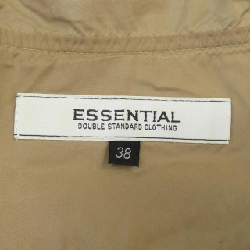 ESSENTIAL
DOUBLE STANDARD CLOTHING
38